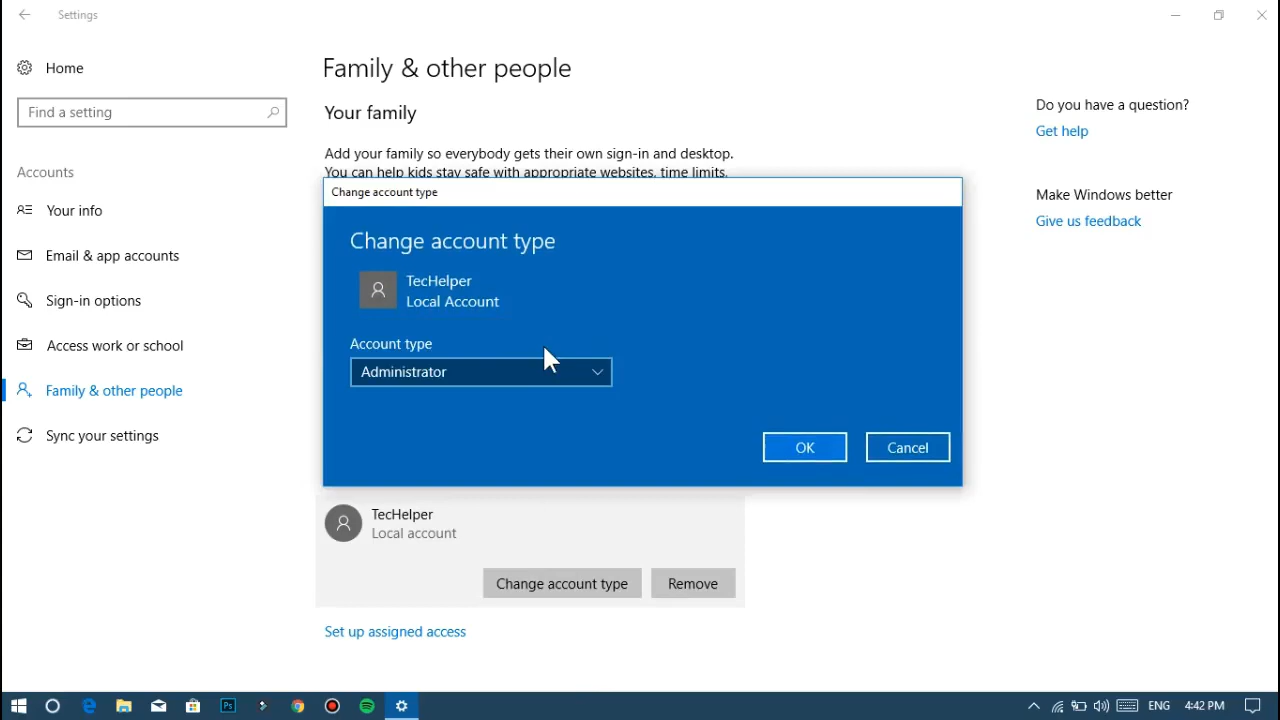 Settings
Home
Find a setting
Accounts
Your info
Email & app accounts
Sign-in options
Access work or school
Family & other people
Sync your settings
Family & other people
Your family
Add your family so everybody gets their own sign-in and desktop.
You can help kids stay safe with appropriate websites, time limits,
Change account type
Change account type
TecHelper
Local Account
Account type
Administrator
OK
Cancel
TecHelper
Local account
Change account type
Remove
Set up assigned access
Do you have a question?
Get help
Make Windows better
Give us feedback
Ps
ENG
4:42 PM